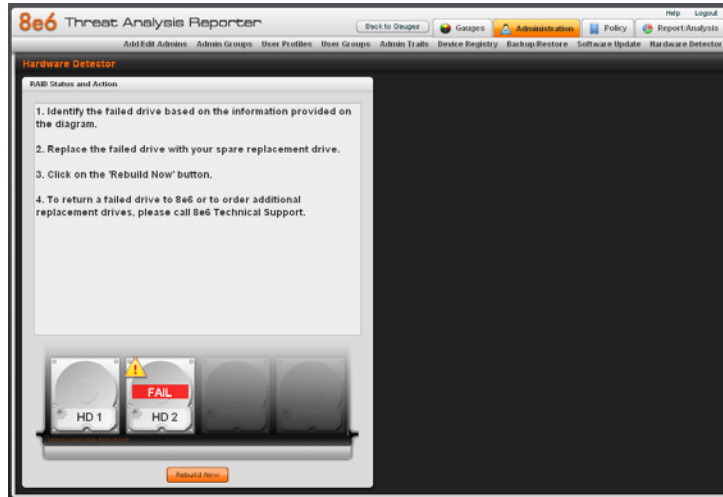 Help Logout
8e6 Threat Analysis Reporter
Back to Gauges Gauges Administration Policy Report/Analysis
Add/Edit Admins Admin Groups User Profiles User Groups Admin Trails Device Registry Backup/Restore Software Update Hardware Detector
Hardware Detector
RAID Status and Action
1. Identify the failed drive based on the information provided on
the diagram.
2. Replace the failed drive with your spare replacement drive.
3. Click on the 'Rebuild Now' button.
4. To return a failed drive to 8e6 or to order additional
replacement drives, please call 8e6 Technical Support.
FAIL
HD 1 HD 2
THREAT ANALYSIS REPORTER
Rebuild Now